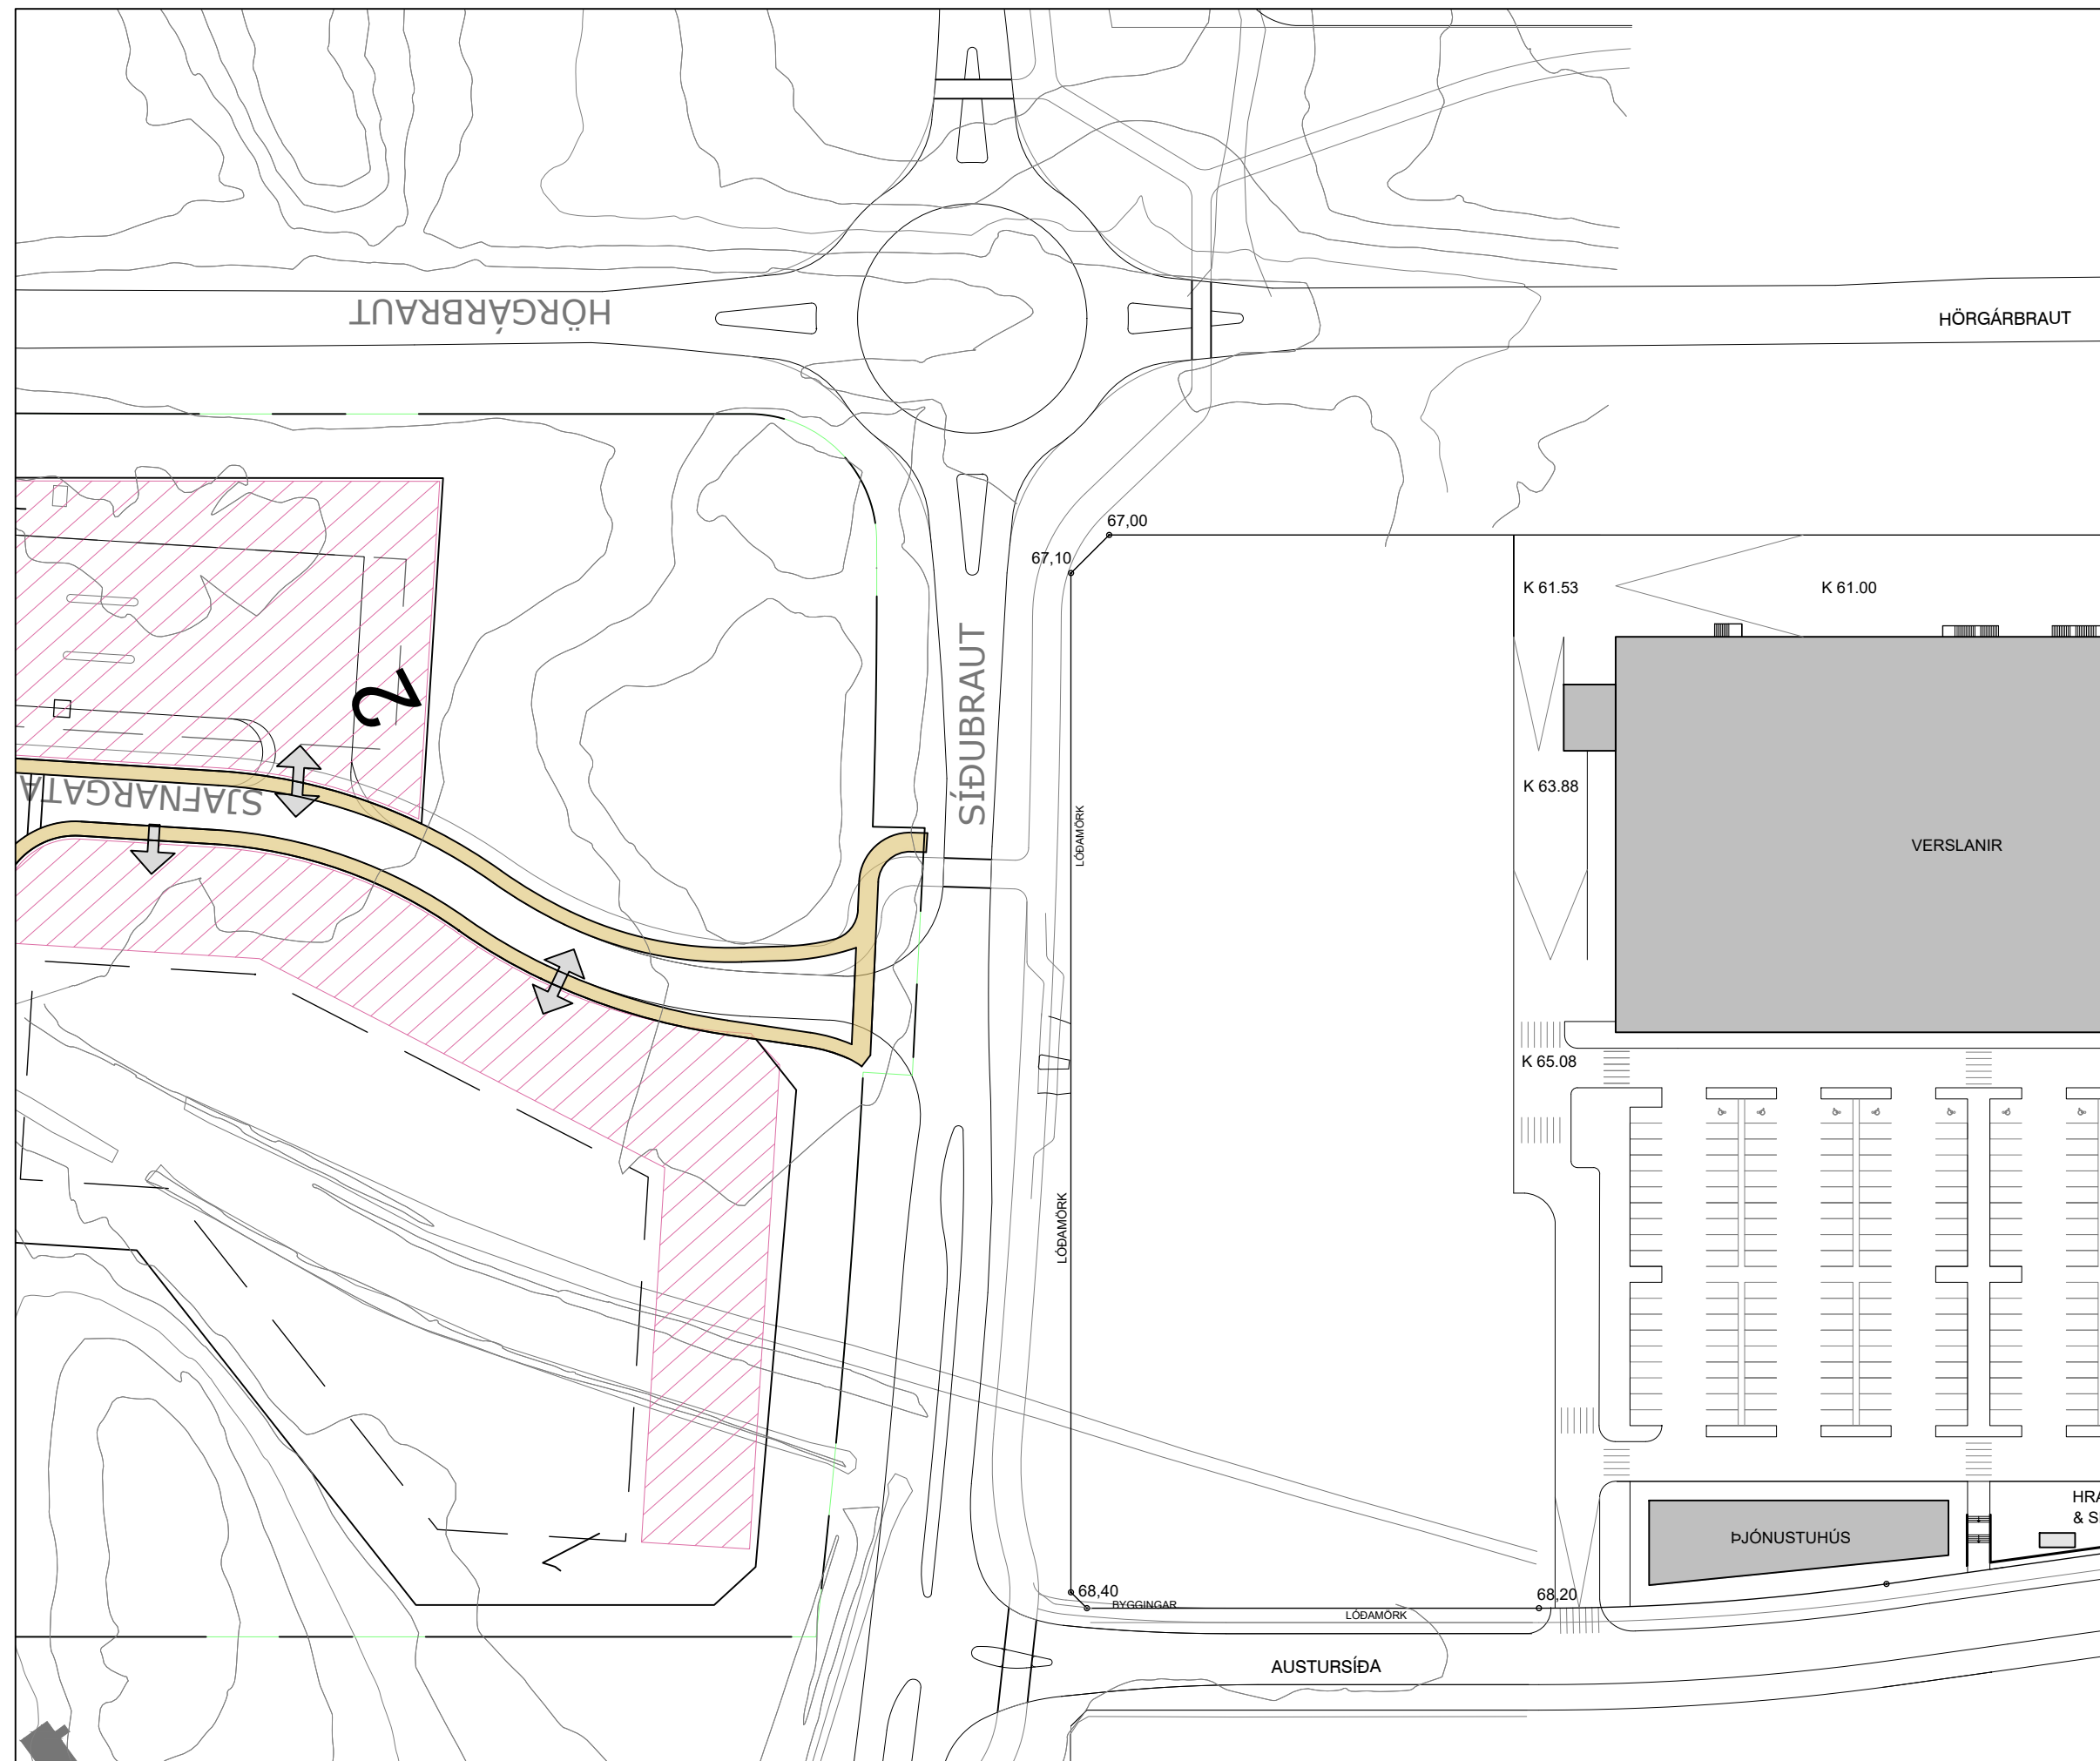 HÖRGÁRBRAUT
HÖRGÁRBRAUT
67,00
67,10
K 61.53
K 61.00
2
SÍÐUBRAUT
SJAFNARGATA
K 63.88
LÓÐAMÖRK
VERSLANIR
K 65.08
LÓÐAMÖRK
ÞJÓNUSTUHÚS
1
68,40
BYGGINGAR
68,20
LÓÐAMÖRK
AUSTURSÍÐA